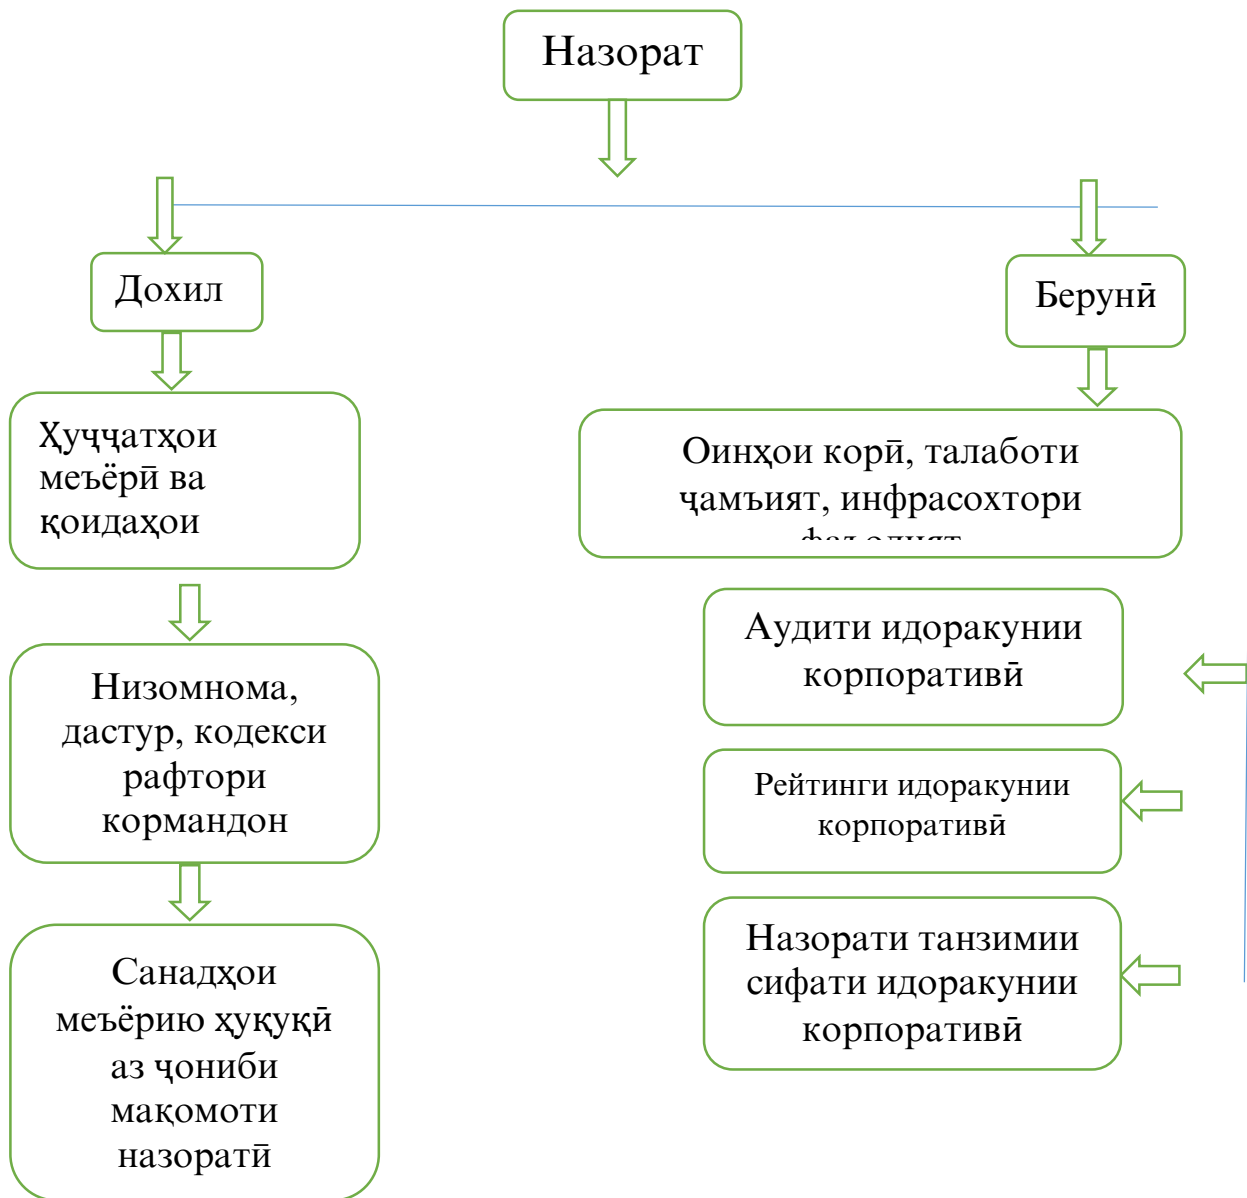 Назорат
Дохил
Берунӣ
Ҳуҷҷатҳои
меъёрӣ ва
қоидаҳои
Оинҳои корӣ, талаботи
ҷамъият, инфрасохтори
Низомнома,
дастур, кодекси
рафтори
кормандон
Санадҳои
меъёрию ҳуқуқӣ
аз ҷониби
мақомоти
назоратӣ
Аудити идоракунии
корпоративӣ
Рейтинги идоракунии
корпоративӣ
Назорати танзимии
сифати идоракунии
корпоративӣ